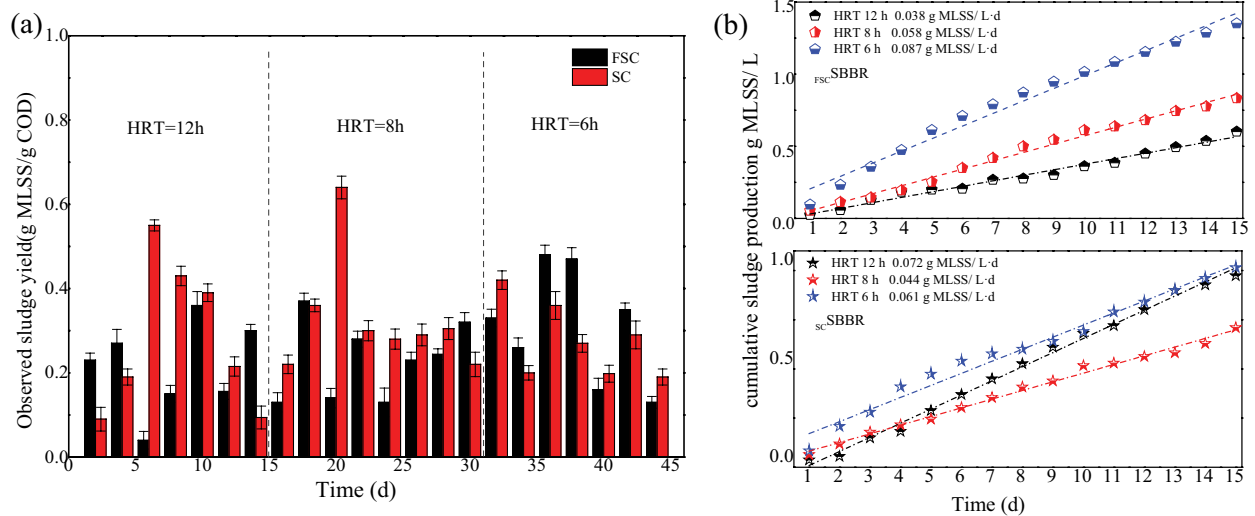 (a)
Observed sludge yield(g MLSS/g COD)
1.0
0.8
0.6
0.4
0.2
0.0
FSC
SC
HRT=12h
HRT=8h
HRT=6h
0 5 10 15 20 25 30 35 40 45
Time (d)
(b)
cumulative sludge production g MLSS/ L
1.5
1.0
0.5
0.0
HRT 12 h 0.038 g MLSS/ L·d
HRT 8 h 0.058 g MLSS/ L·d
HRT 6 h 0.087 g MLSS/ L·d
FSCSBBR
1 2 3 4 5 6 7 8 9 10 11 12 13 14 15
1.0
0.5
0.0
HRT 12 h 0.072 g MLSS/ L·d
HRT 8 h 0.044 g MLSS/ L·d
HRT 6 h 0.061 g MLSS/ L·d
SCSBBR
1 2 3 4 5 6 7 8 9 10 11 12 13 14 15
Time (d)